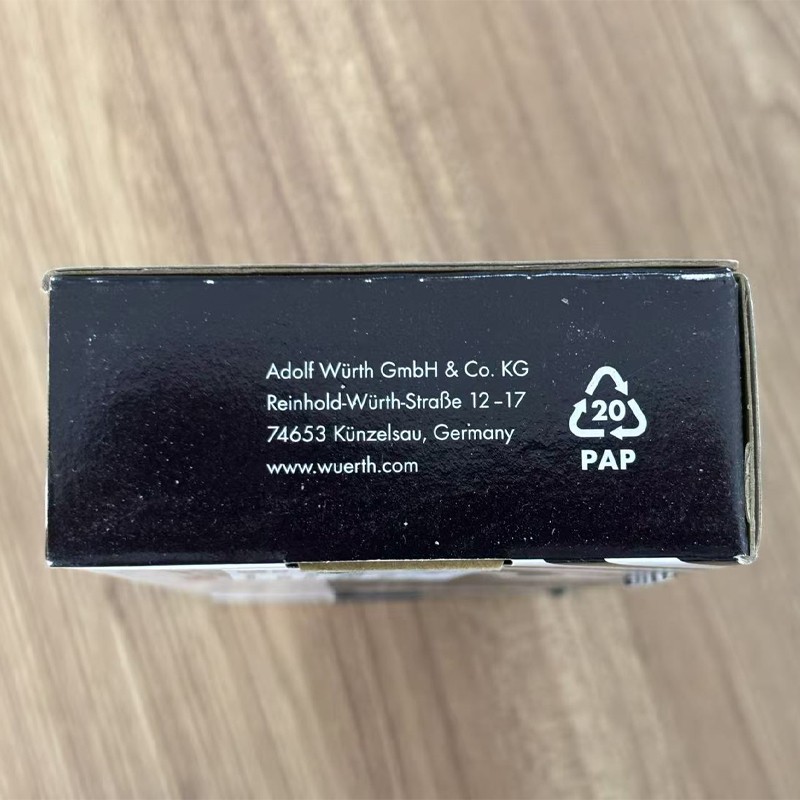 Adolf Würth GmbH & Co. KG
Reinhold-Würth-Straße 12–17
74653 Künzelsau, Germany
www.wuerth.com
20
PAP